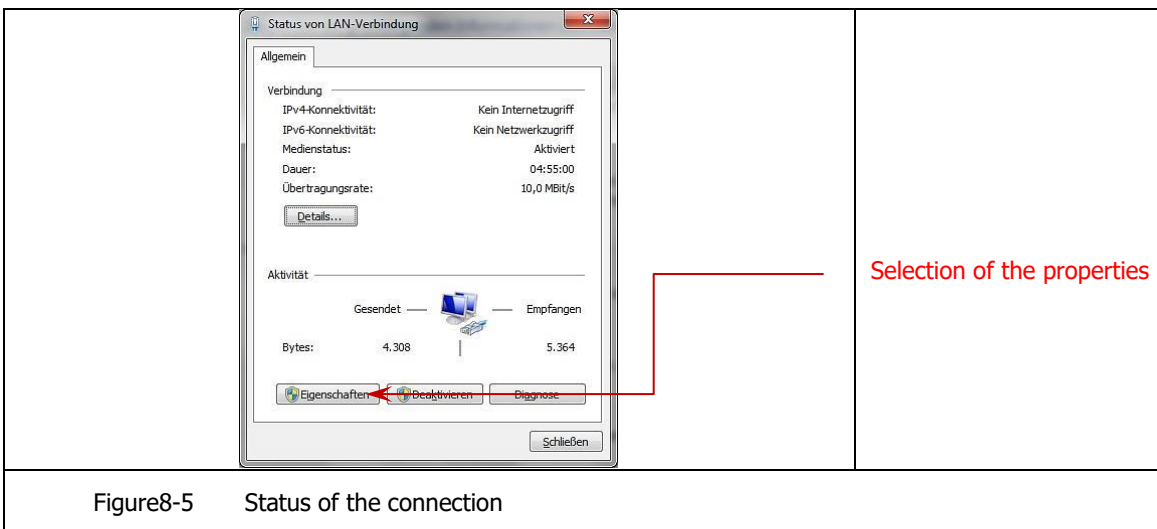 Status von LAN-Verbindung
Allgemein
Verbindung
IPv4-Konnektivität: Kein Internetzugriff
IPv6-Konnektivität: Kein Netzwerkzugriff
Medienstatus: Aktiviert
Dauer: 04:55:00
Übertragungsrate: 10,0 MBit/s
Details...
Aktivität
Gesendet — — Empfangen
Bytes: 4.308 | 5.364
Eigenschaften Deaktivieren Diagnose
Schließen
Selection of the properties
Figure8-5 Status of the connection